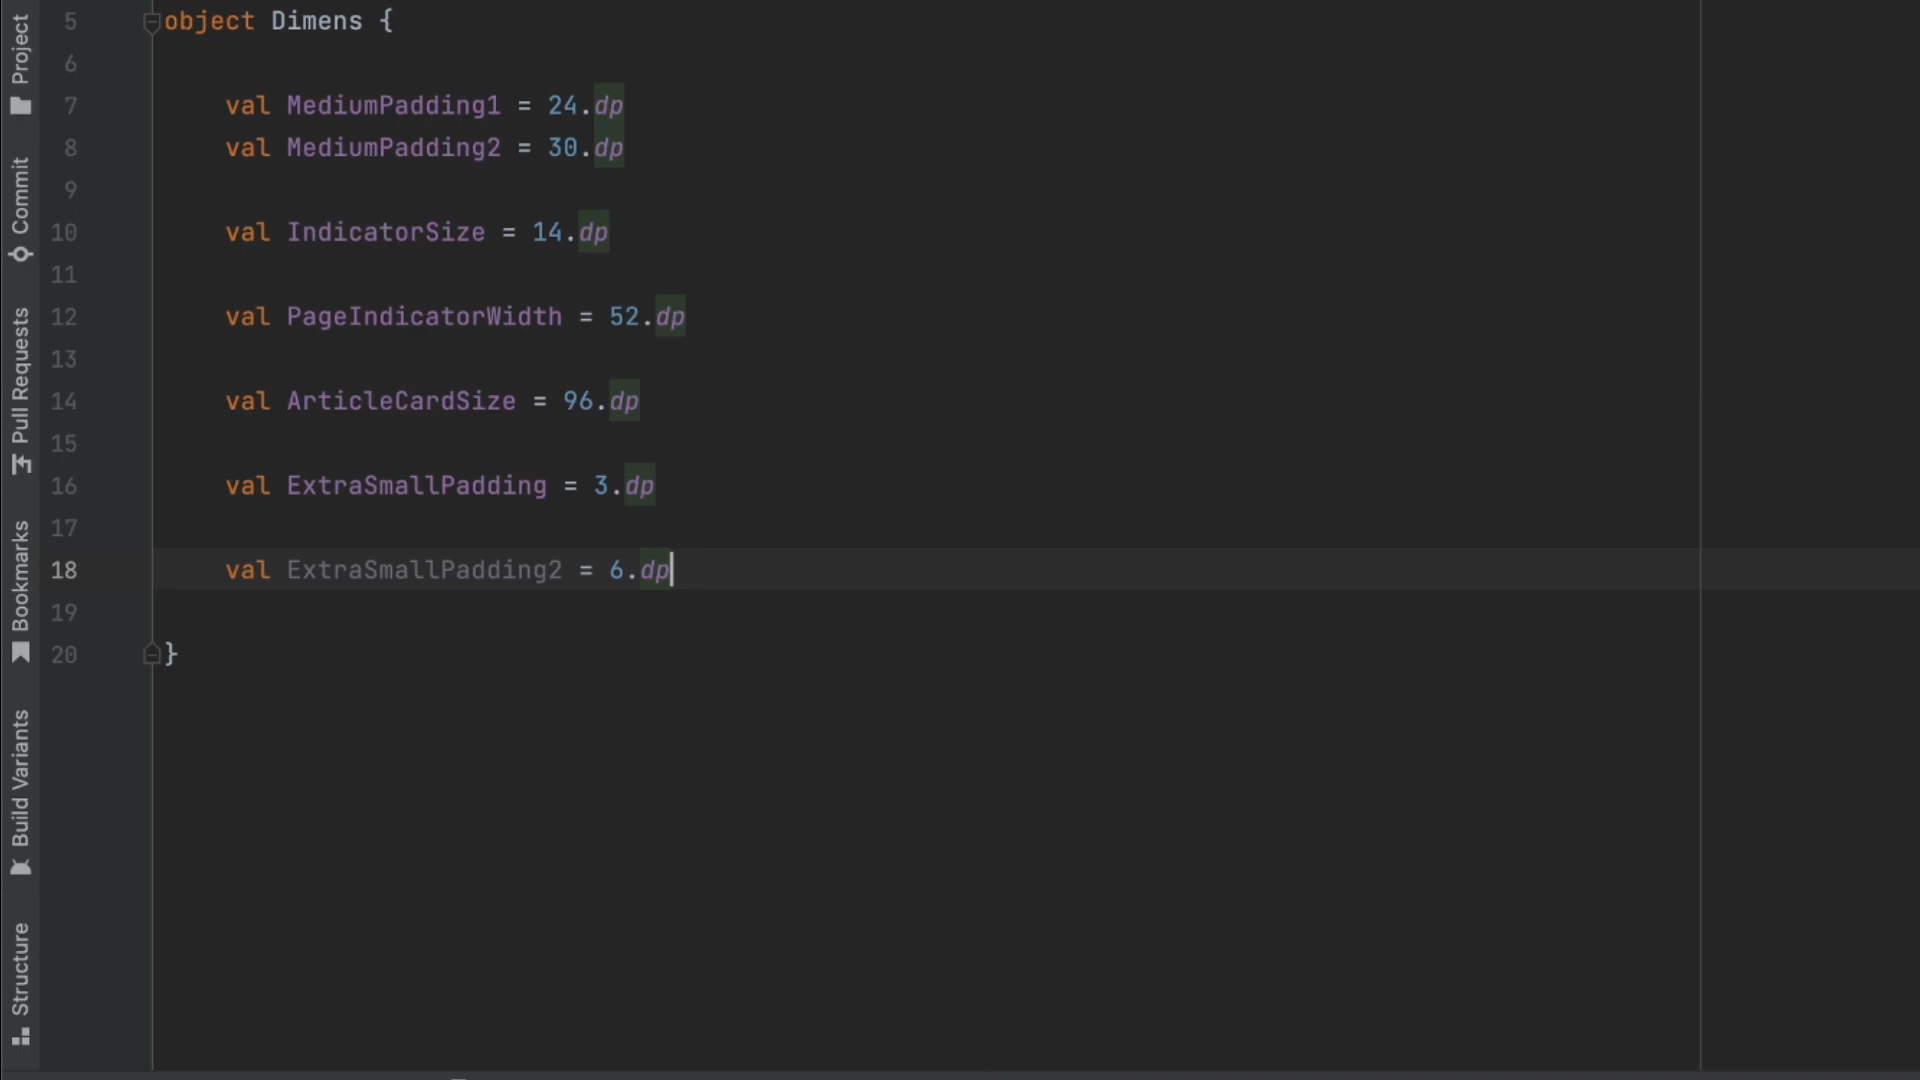 Project
Commit
Pull Requests
Bookmarks
Build Variants
Structure
5 object Dimens {
6
7 val MediumPadding1 = 24.dp
8 val MediumPadding2 = 30.dp
9
10 val IndicatorSize = 14.dp
11
12 val PageIndicatorWidth = 52.dp
13
14 val ArticleCardSize = 96.dp
15
16 val ExtraSmallPadding = 3.dp
17
18 val ExtraSmallPadding2 = 6.dp
19
20 }